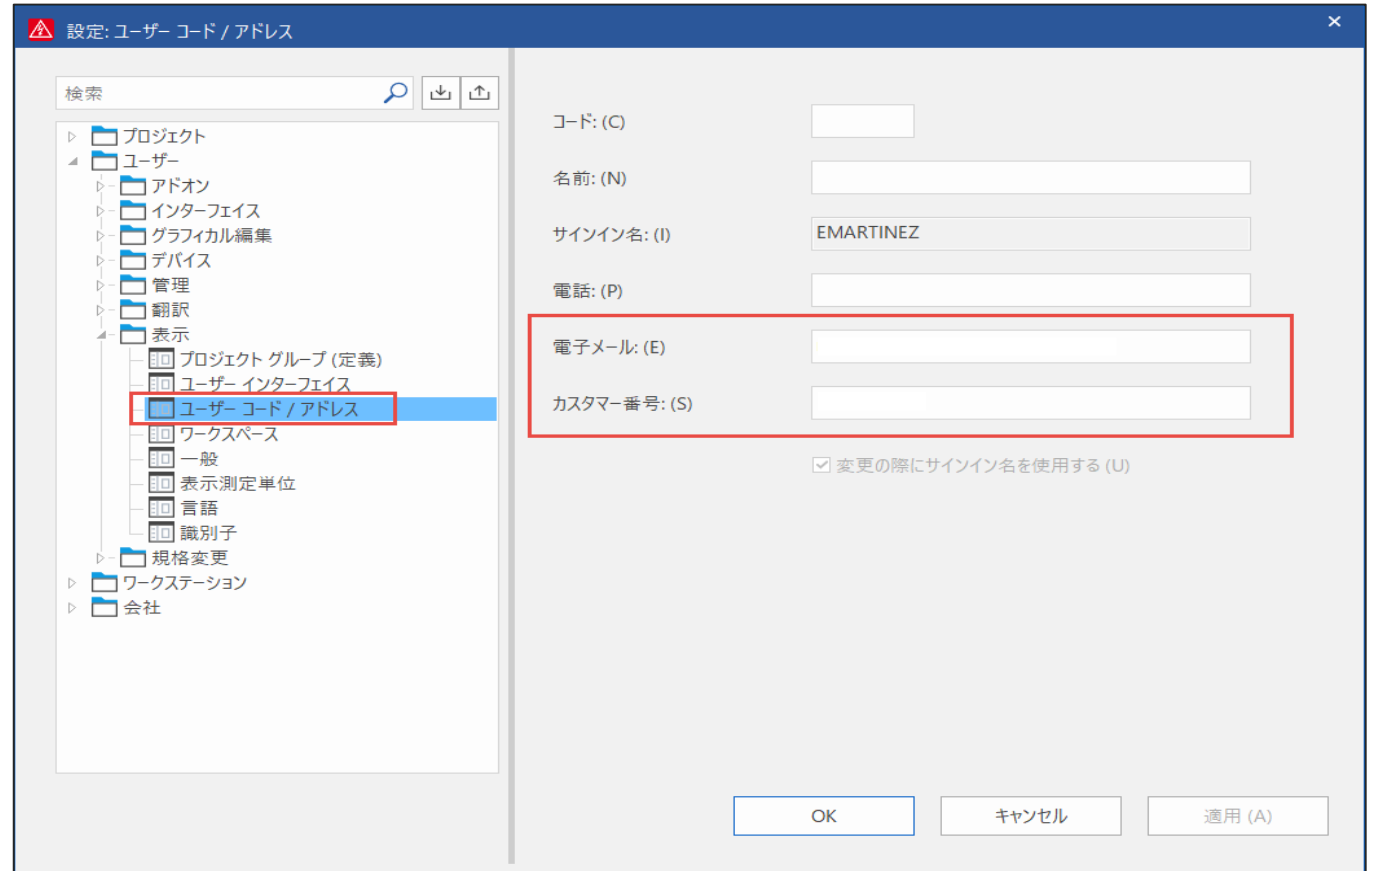 設定: ユーザー コード / アドレス
検索
プロジェクト
ユーザー
アドオン
インターフェイス
グラフィカル編集
デバイス
管理
翻訳
表示
プロジェクト グループ (定義)
ユーザー インターフェイス
ユーザー コード / アドレス
ワークスペース
一般
表示測定単位
言語
識別子
規格変更
ワークステーション
会社
コード: (C)
名前: (N)
サインイン名: (I) EMARTINEZ
電話: (P)
電子メール: (E)
カスタマー番号: (S)
変更の際にサインイン名を使用する (U)
OK キャンセル 適用 (A)